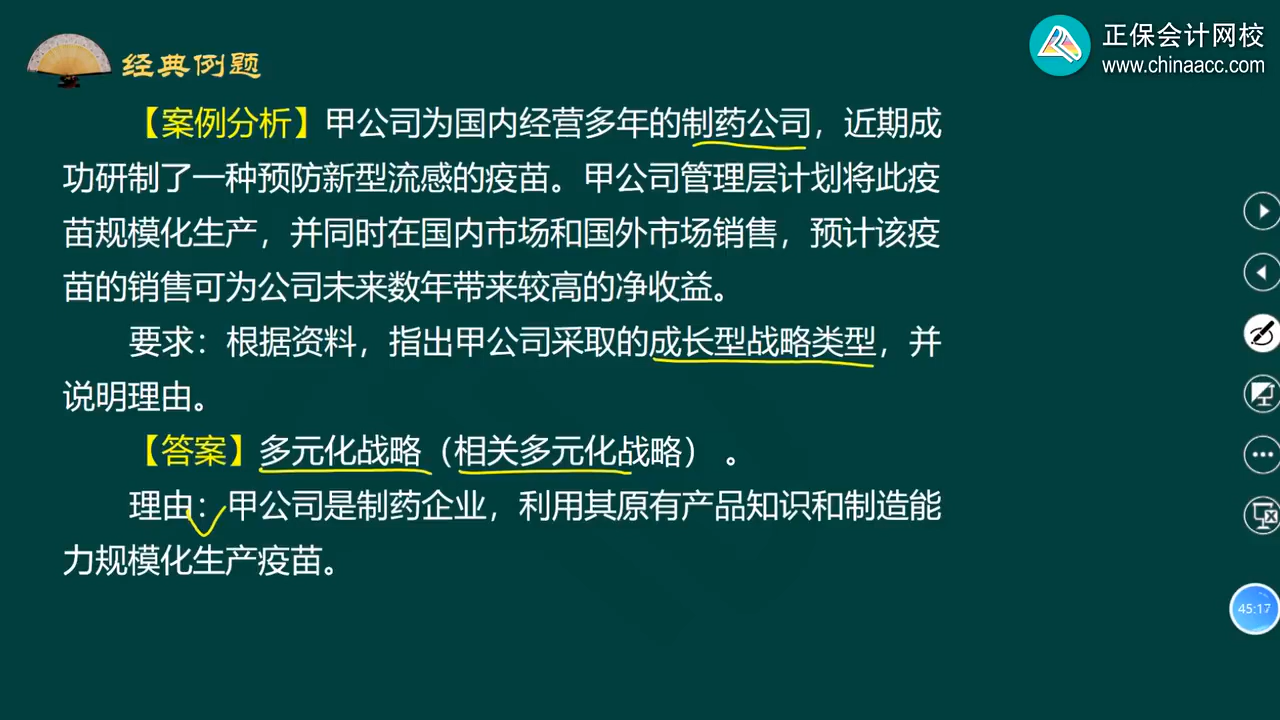 正保会计网校
www.chinaacc.com
经典例题
【案例分析】甲公司为国内经营多年的制药公司，近期成
功研制了一种预防新型流感的疫苗。甲公司管理层计划将此疫
苗规模化生产，并同时在国内市场和国外市场销售，预计该疫
苗的销售可为公司未来数年带来较高的净收益。
要求：根据资料，指出甲公司采取的成长型战略类型，并
说明理由。
【答案】多元化战略（相关多元化战略）。
理由：甲公司是制药企业，利用其原有产品知识和制造能
力规模化生产疫苗。
45:17